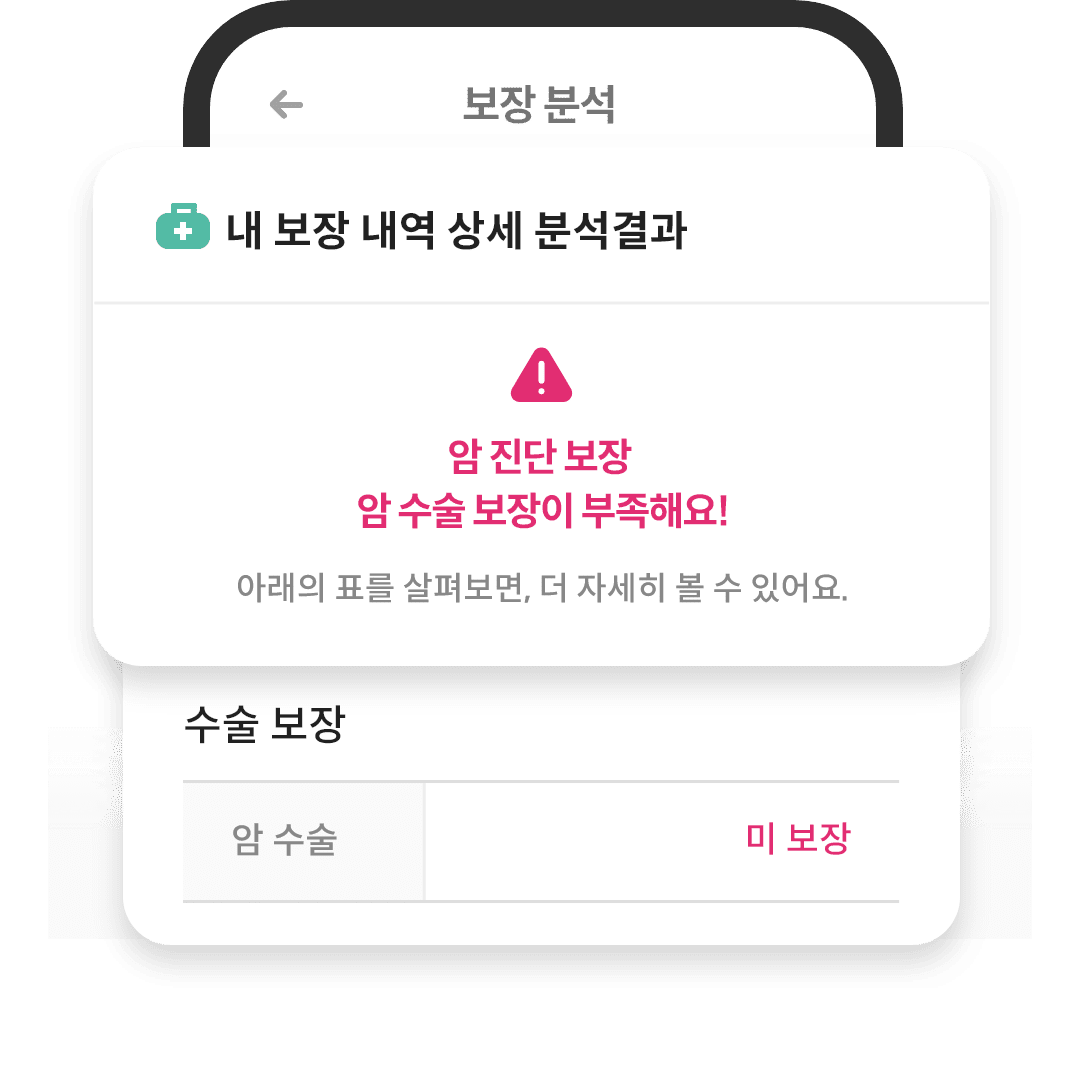 보장 분석
내 보장 내역 상세 분석결과
암 진단 보장
암 수술 보장이 부족해요!
아래의 표를 살펴보면, 더 자세히 볼 수 있어요.
수술 보장
암 수술
미 보장